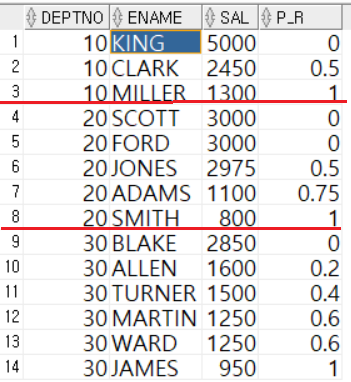 DEPTNO ENAME SAL P_R
1 10 KING 5000 0
2 10 CLARK 2450 0.5
3 10 MILLER 1300 1
4 20 SCOTT 3000 0
5 20 FORD 3000 0
6 20 JONES 2975 0.5
7 20 ADAMS 1100 0.75
8 20 SMITH 800 1
9 30 BLAKE 2850 0
10 30 ALLEN 1600 0.2
11 30 TURNER 1500 0.4
12 30 MARTIN 1250 0.6
13 30 WARD 1250 0.6
14 30 JAMES 950 1